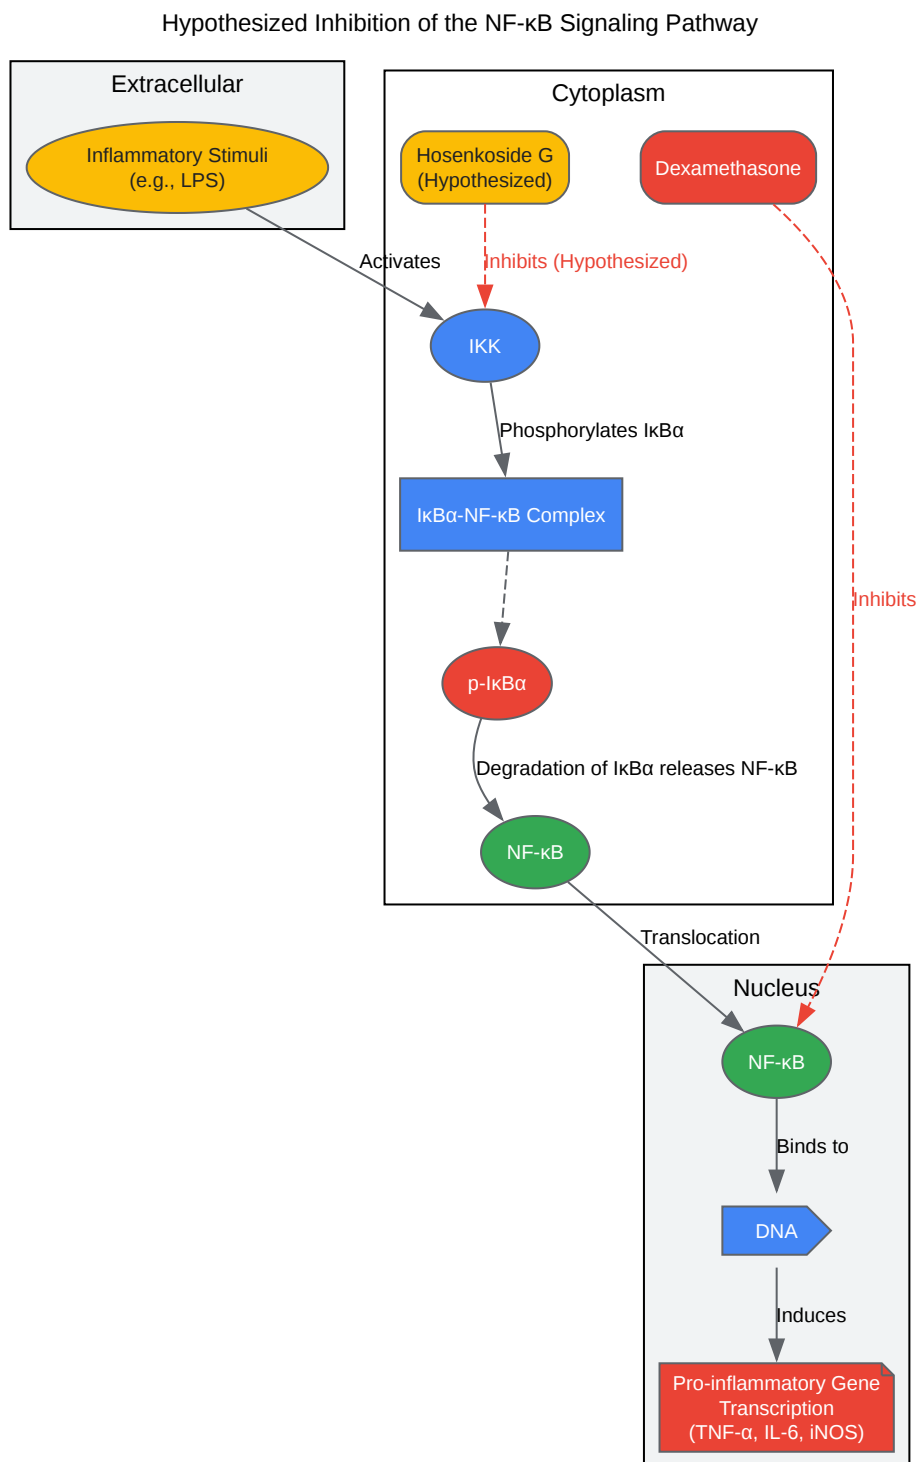 Hypothesized Inhibition of the NF-κB Signaling Pathway
Extracellular
Cytoplasm
Inflammatory Stimuli
(e.g., LPS)
Hosenkoside G
(Hypothesized)
Dexamethasone
Activates
Inhibits (Hypothesized)
IKK
Phosphorylates IκBα
IκBα-NF-κB Complex
Inhibits
p-IκBα
Degradation of IκBα releases NF-κB
NF-κB
Translocation
Nucleus
NF-κB
Binds to
DNA
Induces
Pro-inflammatory Gene
Transcription
(TNF-α, IL-6, iNOS)